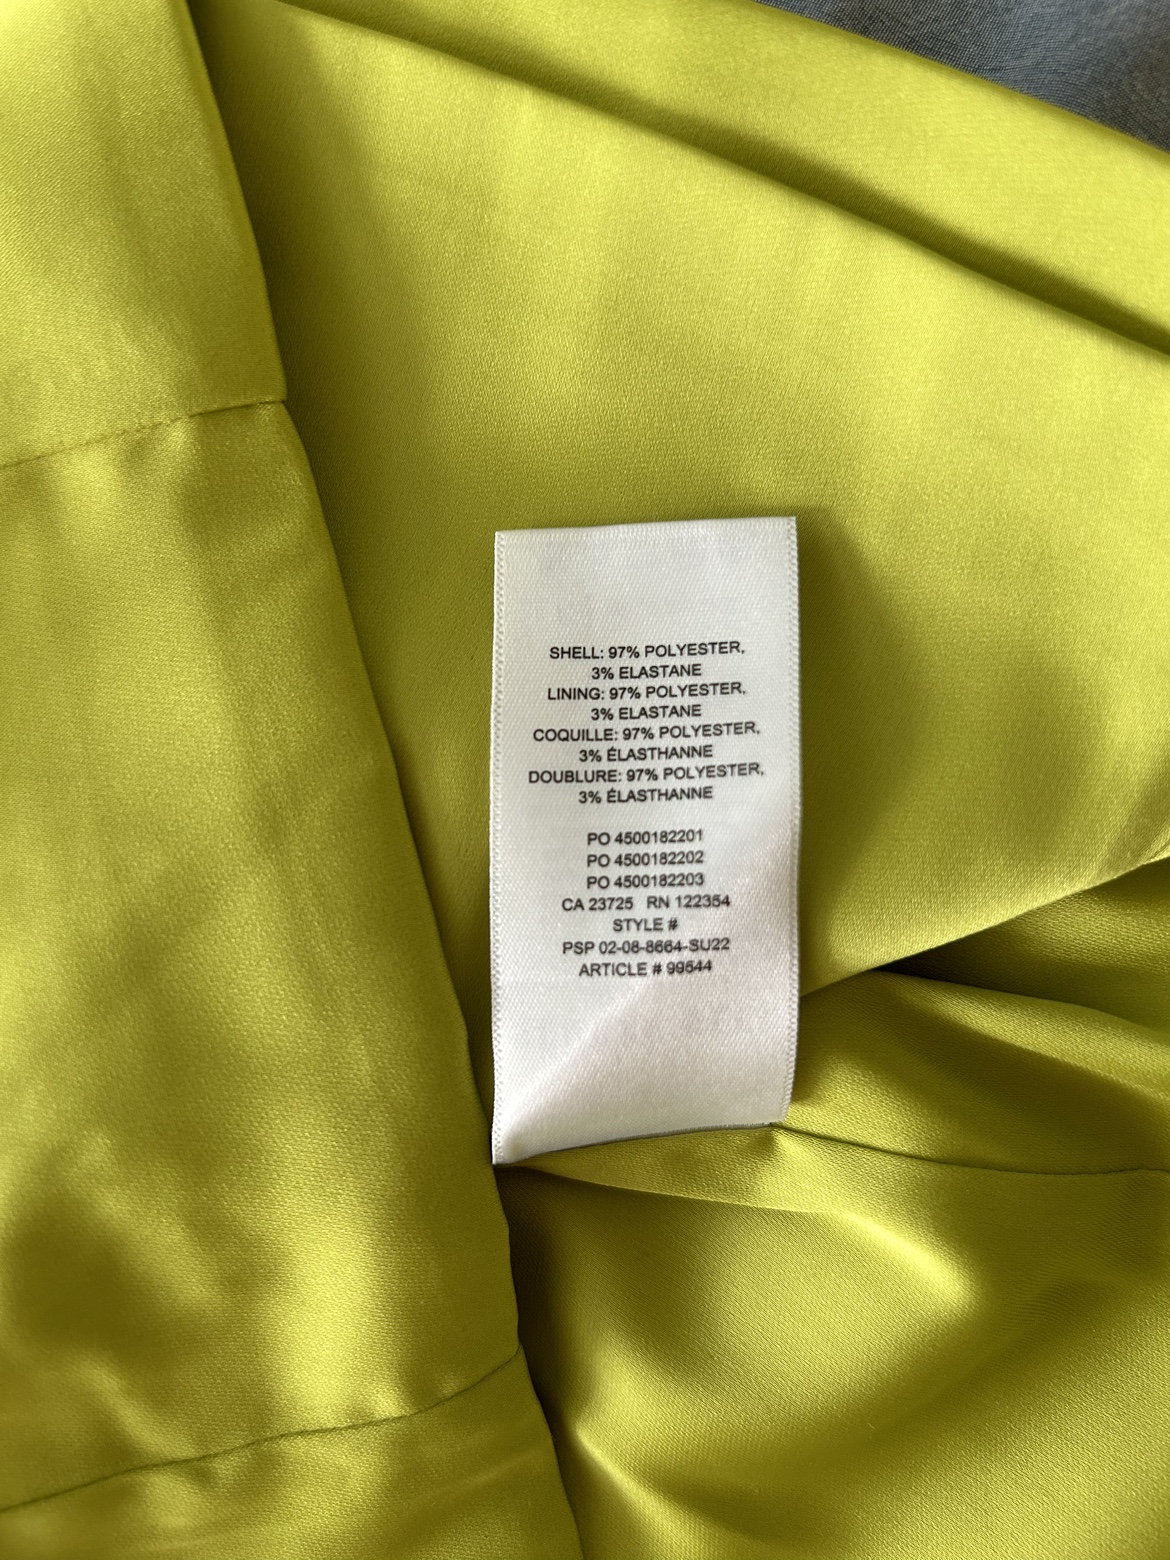 SHELL: 97% POLYESTER,
3% ELASTANE
LINING: 97% POLYESTER,
3% ELASTANE
COQUILLE: 97% POLYESTER,
3% ÉLASTHANNE
DOUBLURE: 97% POLYESTER,
3% ÉLASTHANNE
PO 4500182201
PO 4500182202
PO 4500182203
CA 23725 RN 122354
STYLE #
PSP 02-08-8664-SU22
ARTICLE # 99544